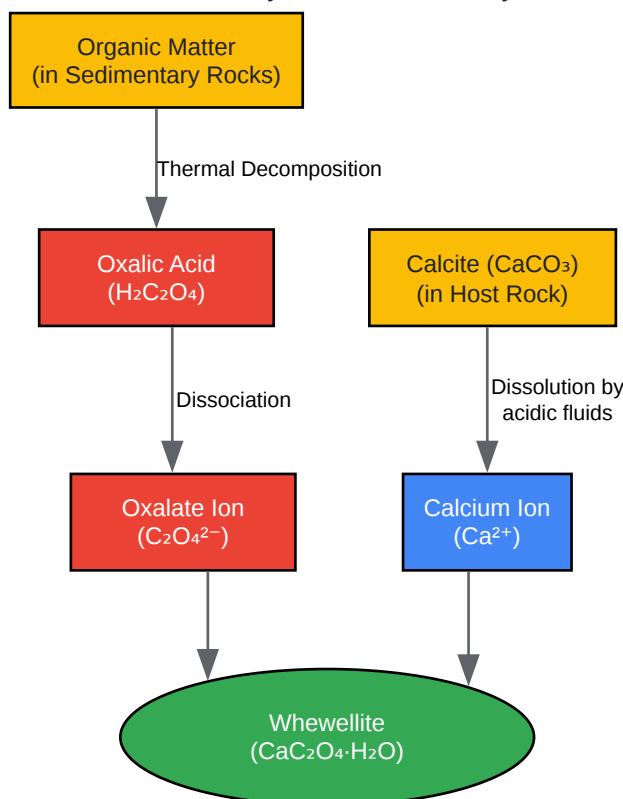 Organic Matter
(in Sedimentary Rocks)
Thermal Decomposition
Oxalic Acid
(H₂C₂O₄)
Calcite (CaCO₃)
(in Host Rock)
Dissociation
Dissolution by
acidic fluids
Oxalate Ion
(C₂O₄²⁻)
Calcium Ion
(Ca²⁺)
Whewellite
(CaC₂O₄·H₂O)